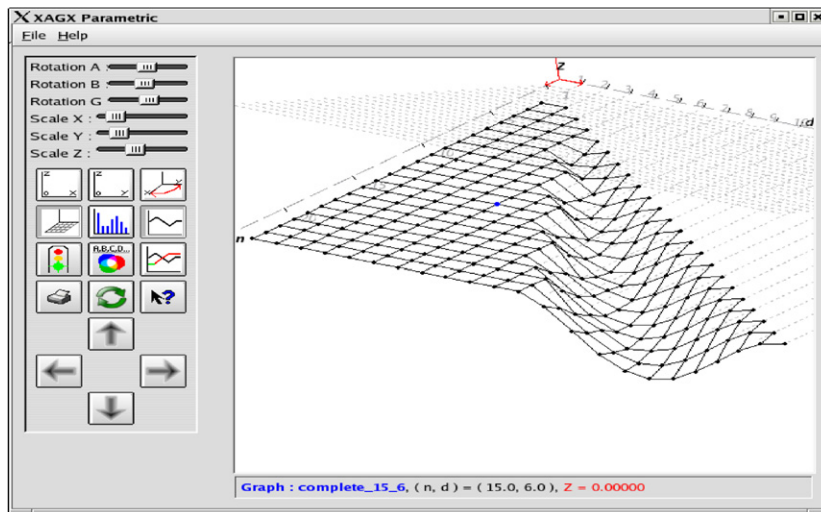 XAGX Parametric
File Help
Rotation A :
Rotation B :
Rotation G :
Scale X :
Scale Y :
Scale Z :
Z
X
Z
Y
Z
X
Y
A,B,C,D...
?
Z
1 2 3 4 5 6 7 8 9 10 d
n
Graph : complete_15_6, ( n, d ) = ( 15.0, 6.0 ), Z = 0.00000